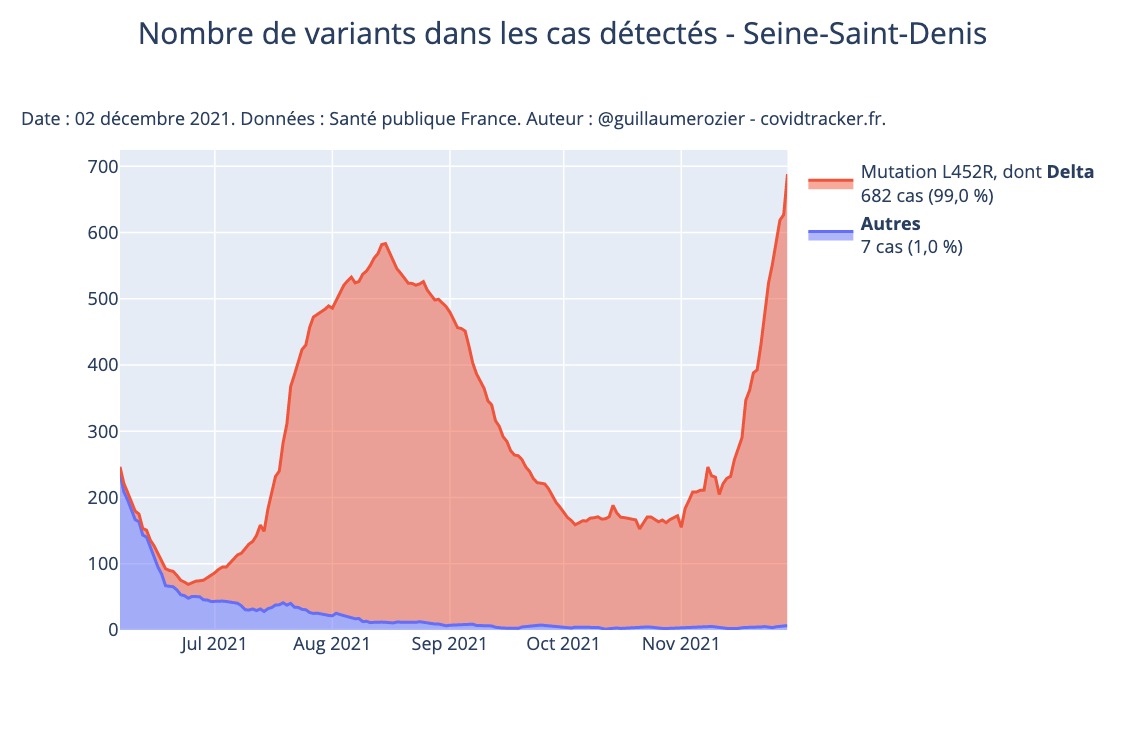 Nombre de variants dans les cas détectés - Seine-Saint-Denis
Date : 02 décembre 2021. Données : Santé publique France. Auteur : @guillaumerozier - covidtracker.fr.
Mutation L452R, dont Delta
682 cas (99,0 %)
Autres
7 cas (1,0 %)
700
600
500
400
300
200
100
0
Jul 2021
Aug 2021
Sep 2021
Oct 2021
Nov 2021